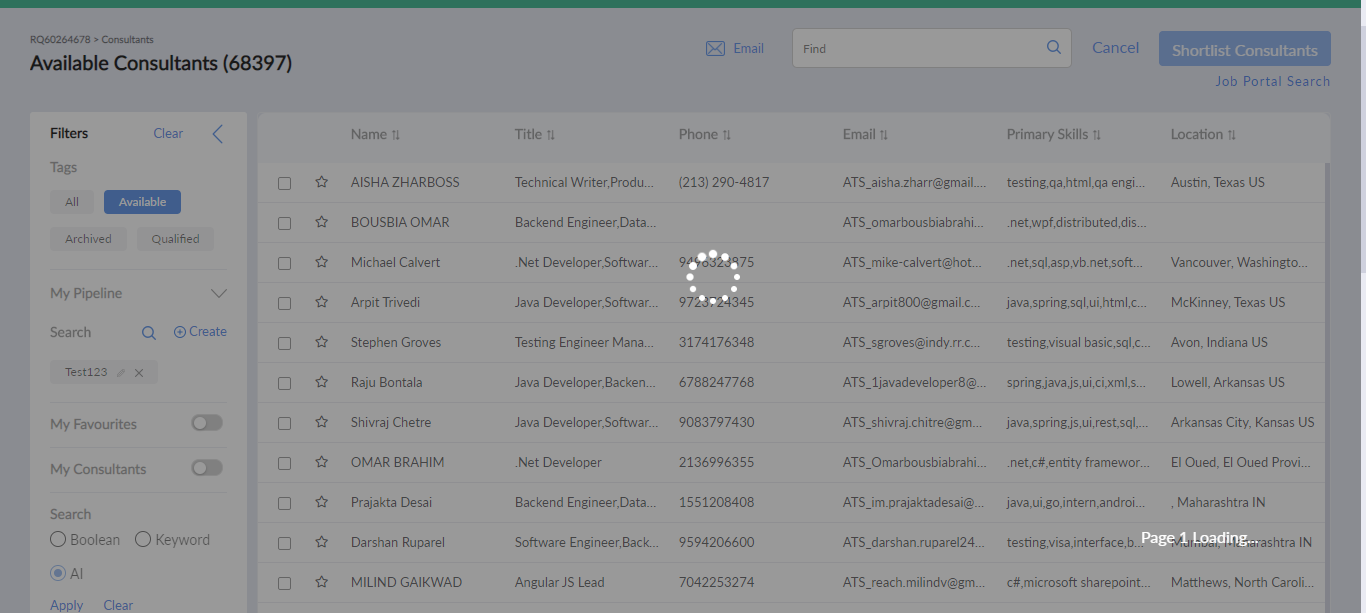 RQ60264678 > Consultants
Available Consultants (68397)
Email
Find
Cancel
Shortlist Consultants
Job Portal Search
Filters Clear
Tags
All Available
Archived Qualified
My Pipeline
Search Create
Test123
My Favourites
My Consultants
Search
Boolean Keyword
AI
Apply Clear
Name Title Phone Email Primary Skills Location
AISHA ZHARBOSS Technical Writer,Produ... (213) 290-4817 ATS_aisha.zharr@gmail.... testing,qa,html,qa engi... Austin, Texas US
BOUSBIA OMAR Backend Engineer,Data... ATS_omarbousbiabrahi... .net,wpf,distributed,dis...
Michael Calvert .Net Developer,Softwar... 9496323875 ATS_mike-calvert@hot... .net,sql,asp,vb.net,soft... Vancouver, Washingto...
Arpit Trivedi Java Developer,Softwar... 9723724345 ATS_arpit800@gmail.c... java,spring,sql,ui,html,c... McKinney, Texas US
Stephen Groves Testing Engineer Mana... 3174176348 ATS_sgroves@indy.rr.c... testing,visual basic,sql,c... Avon, Indiana US
Raju Bontala Java Developer,Backen... 6788247768 ATS_1javadeveloper8@... spring,java,js,ui,ci,xml,s... Lowell, Arkansas US
Shivraj Chetre Java Developer,Softwar... 9083797430 ATS_shivraj.chitre@gm... java,spring,js,ui,rest,sql,... Arkansas City, Kansas US
OMAR BRAHIM .Net Developer 2136996355 ATS_Omarbousbiabrahi... .net,c#,entity framewor... El Oued, El Oued Provi...
Prajakta Desai Backend Engineer,Data... 1551208408 ATS_im.prajaktadesai@... java,ui,go,intern,androi... , Maharashtra IN
Darshan Ruparel Software Engineer,Back... 9594206600 ATS_darshan.ruparel24... testing,visa,interface,b... Mumbai, Maharashtra IN
Page 1 Loading...
MILIND GAIKWAD Angular JS Lead 7042253274 ATS_reach.milindv@gm... c#,microsoft sharepoint... Matthews, North Caroli...